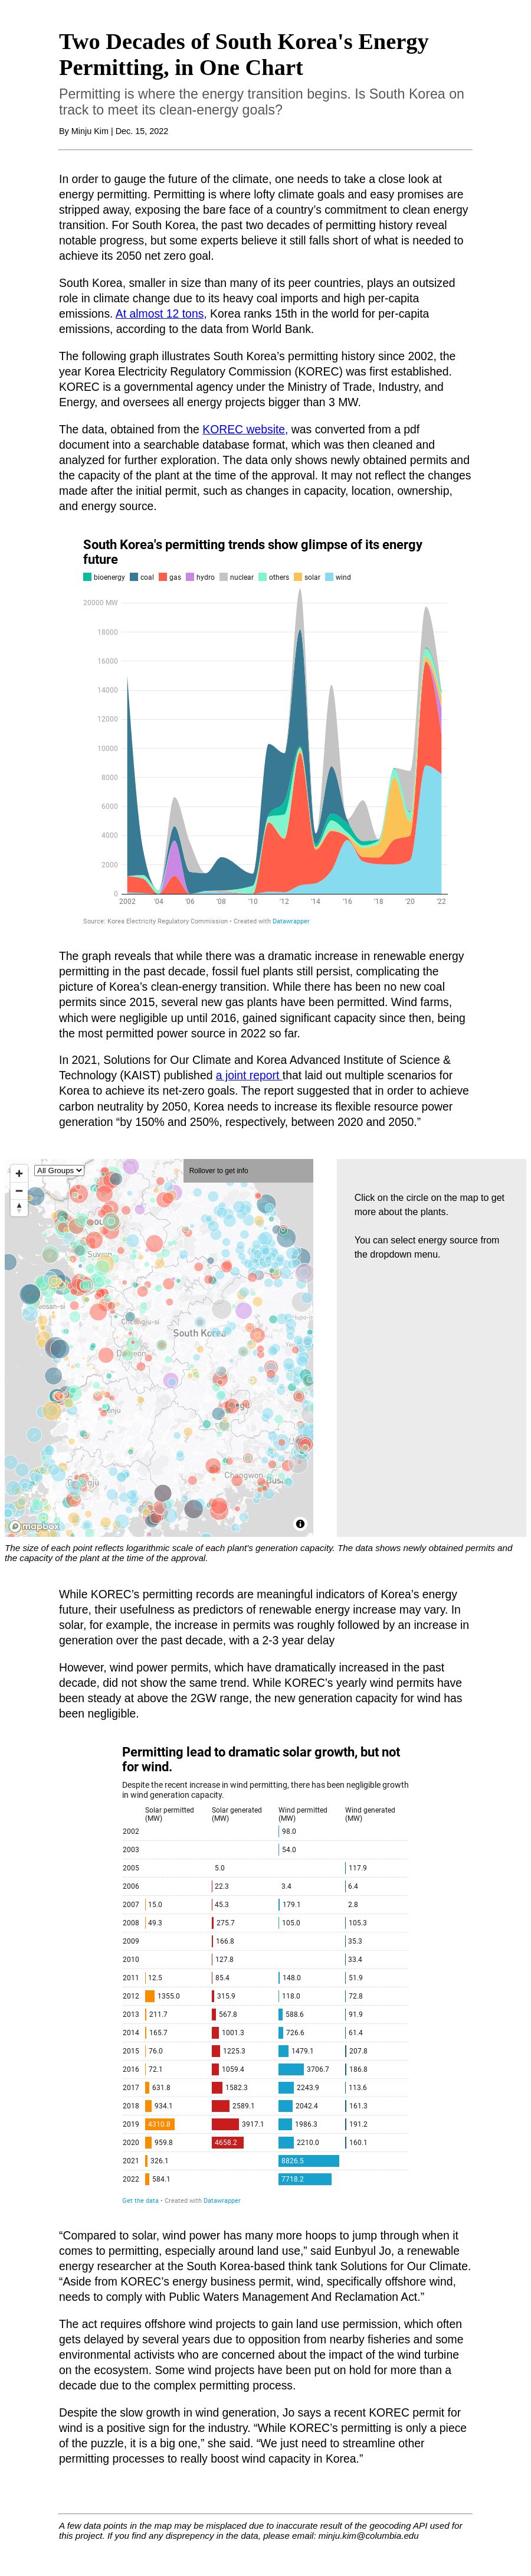 Two Decades of South Korea's Energy
Permitting, in One Chart
Permitting is where the energy transition begins. Is South Korea on
track to meet its clean-energy goals?
By Minju Kim | Dec. 15, 2022
In order to gauge the future of the climate, one needs to take a close look at
energy permitting. Permitting is where lofty climate goals and easy promises are
stripped away, exposing the bare face of a country’s commitment to clean energy
transition. For South Korea, the past two decades of permitting history reveal
notable progress, but some experts believe it still falls short of what is needed to
achieve its 2050 net zero goal.
South Korea, smaller in size than many of its peer countries, plays an outsized
role in climate change due to its heavy coal imports and high per-capita
emissions. At almost 12 tons, Korea ranks 15th in the world for per-capita
emissions, according to the data from World Bank.
The following graph illustrates South Korea’s permitting history since 2002, the
year Korea Electricity Regulatory Commission (KOREC) was first established.
KOREC is a governmental agency under the Ministry of Trade, Industry, and
Energy, and oversees all energy projects bigger than 3 MW.
The data, obtained from the KOREC website, was converted from a pdf
document into a searchable database format, which was then cleaned and
analyzed for further exploration. The data only shows newly obtained permits and
the capacity of the plant at the time of the approval. It may not reflect the changes
made after the initial permit, such as changes in capacity, location, ownership,
and energy source.
South Korea's permitting trends show glimpse of its energy
future
bioenergy coal gas hydro nuclear others solar wind
20000 MW
18000
16000
14000
12000
10000
8000
6000
4000
2000
0
2002 '04 '06 '08 '10 '12 '14 '16 '18 '20 '22
Source: Korea Electricity Regulatory Commission • Created with Datawrapper
The graph reveals that while there was a dramatic increase in renewable energy
permitting in the past decade, fossil fuel plants still persist, complicating the
picture of Korea’s clean-energy transition. While there has been no new coal
permits since 2015, several new gas plants have been permitted. Wind farms,
which were negligible up until 2016, gained significant capacity since then, being
the most permitted power source in 2022 so far.
In 2021, Solutions for Our Climate and Korea Advanced Institute of Science &
Technology (KAIST) published a joint report that laid out multiple scenarios for
Korea to achieve its net-zero goals. The report suggested that in order to achieve
carbon neutrality by 2050, Korea needs to increase its flexible resource power
generation “by 150% and 250%, respectively, between 2020 and 2050.”
All Groups
Rollover to get info
Suwon
South Korea
Changwon
mapbox
Click on the circle on the map to get
more about the plants.
You can select energy source from
the dropdown menu.
The size of each point reflects logarithmic scale of each plant's generation capacity. The data shows newly obtained permits and
the capacity of the plant at the time of the approval.
While KOREC’s permitting records are meaningful indicators of Korea’s energy
future, their usefulness as predictors of renewable energy increase may vary. In
solar, for example, the increase in permits was roughly followed by an increase in
generation over the past decade, with a 2-3 year delay
However, wind power permits, which have dramatically increased in the past
decade, did not show the same trend. While KOREC’s yearly wind permits have
been steady at above the 2GW range, the new generation capacity for wind has
been negligible.
Permitting lead to dramatic solar growth, but not
for wind.
Despite the recent increase in wind permitting, there has been negligible growth
in wind generation capacity.
Solar permitted (MW) Solar generated (MW) Wind permitted (MW) Wind generated (MW)
2002 98.0
2003 54.0
2005 5.0 117.9
2006 22.3 3.4 6.4
2007 15.0 45.3 179.1 2.8
2008 49.3 275.7 105.0 105.3
2009 166.8 35.3
2010 127.8 33.4
2011 12.5 85.4 148.0 51.9
2012 1355.0 315.9 118.0 72.8
2013 211.7 567.8 588.6 91.9
2014 165.7 1001.3 726.6 61.4
2015 76.0 1225.3 1479.1 207.8
2016 72.1 1059.4 3706.7 186.8
2017 631.8 1582.3 2243.9 113.6
2018 934.1 2589.1 2042.4 161.3
2019 4310.8 3917.1 1986.3 191.2
2020 959.8 4658.2 2210.0 160.1
2021 326.1 8826.5
2022 584.1 7718.2
Get the data • Created with Datawrapper
“Compared to solar, wind power has many more hoops to jump through when it
comes to permitting, especially around land use,” said Eunbyul Jo, a renewable
energy researcher at the South Korea-based think tank Solutions for Our Climate.
“Aside from KOREC’s energy business permit, wind, specifically offshore wind,
needs to comply with Public Waters Management And Reclamation Act.”
The act requires offshore wind projects to gain land use permission, which often
gets delayed by several years due to opposition from nearby fisheries and some
environmental activists who are concerned about the impact of the wind turbine
on the ecosystem. Some wind projects have been put on hold for more than a
decade due to the complex permitting process.
Despite the slow growth in wind generation, Jo says a recent KOREC permit for
wind is a positive sign for the industry. “While KOREC’s permitting is only a piece
of the puzzle, it is a big one,” she said. “We just need to streamline other
permitting processes to really boost wind capacity in Korea.”
A few data points in the map may be misplaced due to inaccurate result of the geocoding API used for
this project. If you find any disprepency in the data, please email: minju.kim@columbia.edu